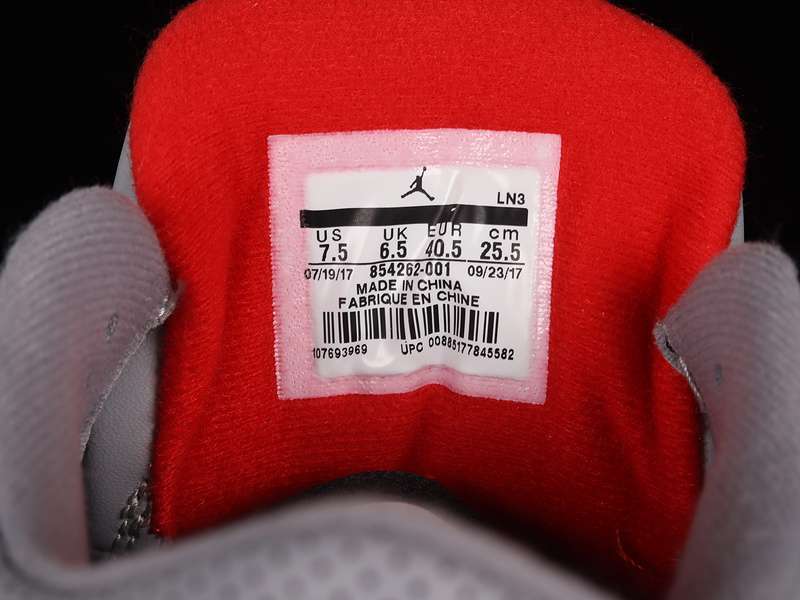 LN3
US UK EUR cm
7.5 6.5 40.5 25.5
07/19/17 854262-001 09/23/17
MADE IN CHINA
FABRIQUE EN CHINE
107693969 UPC 00885177845582